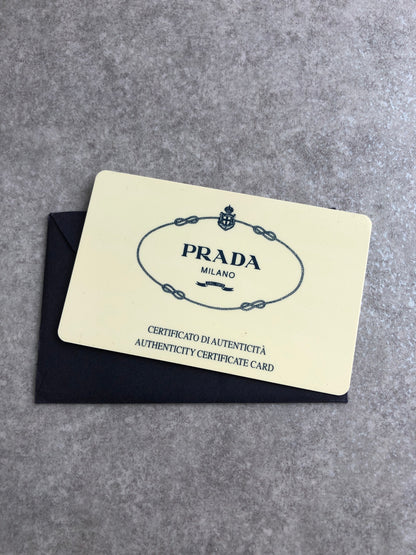 PRADA
MILANO
CERTIFICATO DI AUTENTICITÀ
AUTHENTICITY CERTIFICATE CARD